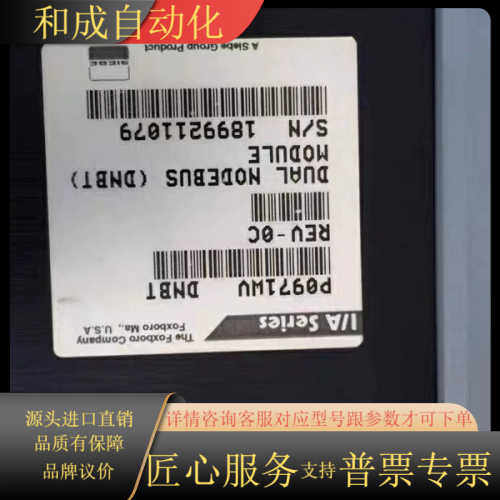 和成自动化
I/A Series
The Foxboro Company
Foxboro Ma., U.S.A
P0971WV DNBT
REV-0C
DUAL NODEBUS (DNBT)
MODULE
S/N 1899211079
A Siebe Group Product
源头进口直销
品质有保障
品牌议价
详情咨询客服对应型号跟参数才可下单
匠心服务支持普票专票